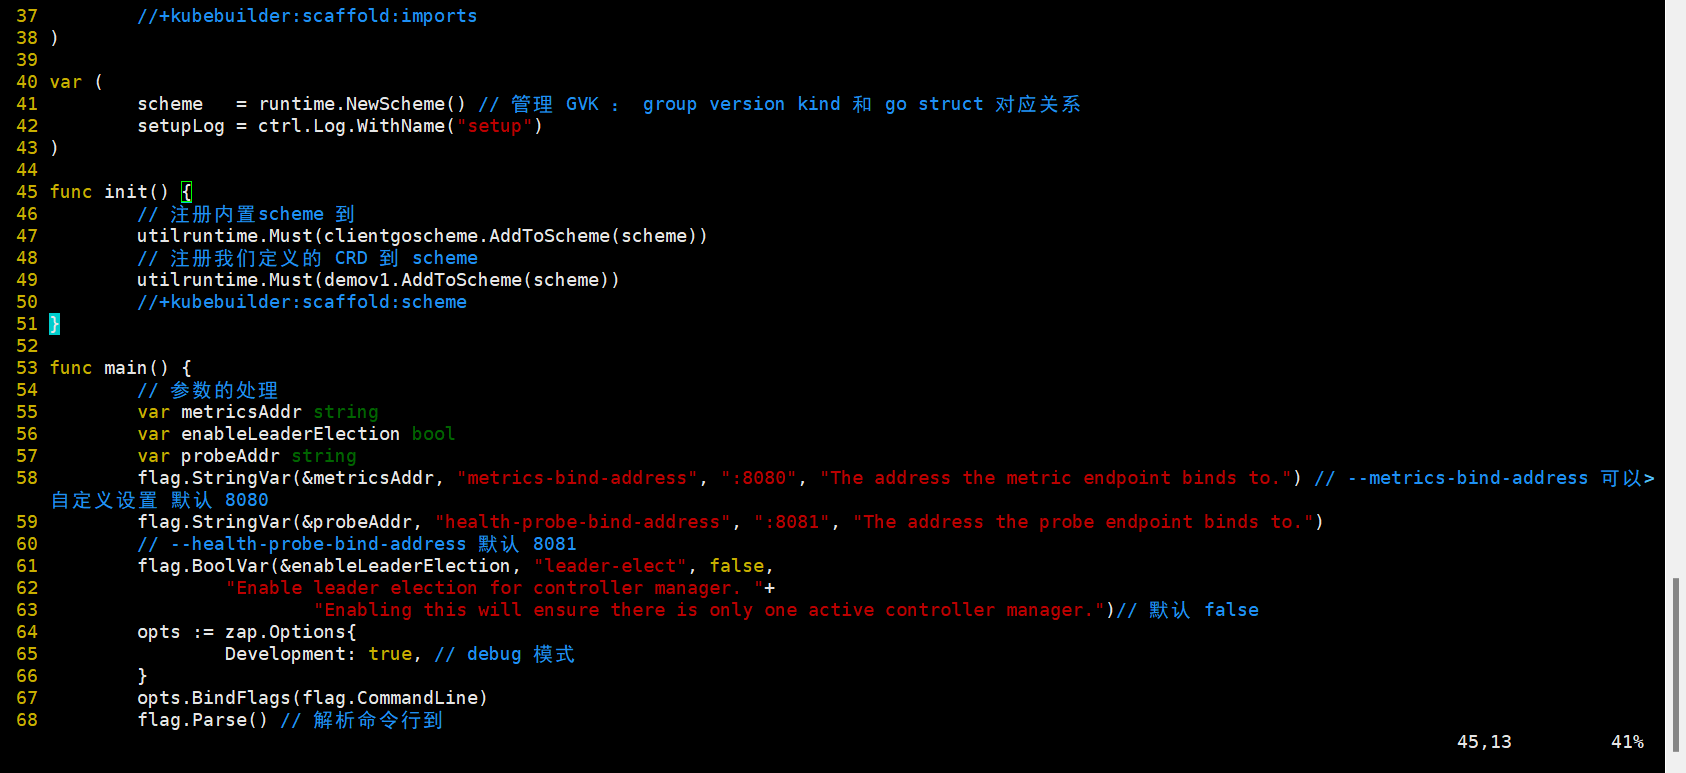 37         //+kubebuilder:scaffold:imports
38 )
39
40 var (
41         scheme   = runtime.NewScheme() // 管理 GVK ： group version kind 和 go struct 对应关系
42         setupLog = ctrl.Log.WithName("setup")
43 )
44
45 func init() {
46         // 注册内置scheme 到
47         utilruntime.Must(clientgoscheme.AddToScheme(scheme))
48         // 注册我们定义的 CRD 到 scheme
49         utilruntime.Must(demov1.AddToScheme(scheme))
50         //+kubebuilder:scaffold:scheme
51 }
52
53 func main() {
54         // 参数的处理
55         var metricsAddr string
56         var enableLeaderElection bool
57         var probeAddr string
58         flag.StringVar(&metricsAddr, "metrics-bind-address", ":8080", "The address the metric endpoint binds to.") // --metrics-bind-address 可以>
自定义设置 默认 8080
59         flag.StringVar(&probeAddr, "health-probe-bind-address", ":8081", "The address the probe endpoint binds to.")
60         // --health-probe-bind-address 默认 8081
61         flag.BoolVar(&enableLeaderElection, "leader-elect", false,
62                 "Enable leader election for controller manager. "+
63                         "Enabling this will ensure there is only one active controller manager.")// 默认 false
64         opts := zap.Options{
65                 Development: true, // debug 模式
66         }
67         opts.BindFlags(flag.CommandLine)
68         flag.Parse() // 解析命令行到
45,13         41%